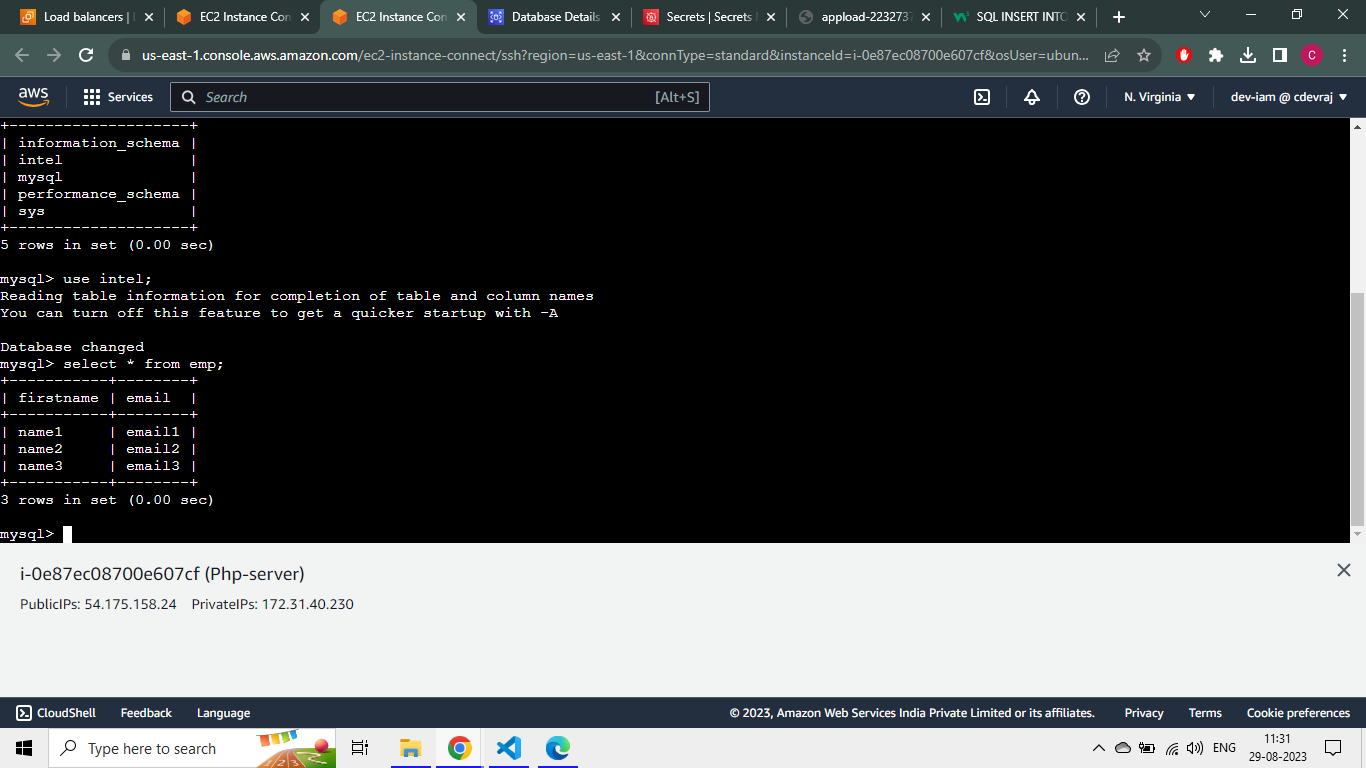 Load balancers |
EC2 Instance Con
EC2 Instance Con
Database Details
Secrets | Secrets
appload-2232737
SQL INSERT INTO
us-east-1.console.aws.amazon.com/ec2-instance-connect/ssh?region=us-east-1&connType=standard&instanceId=i-0e87ec08700e607cf&osUser=ubun...
C
aws Services Search [Alt+S] N. Virginia dev-iam @ cdevraj
+--------------------+
| information_schema |
| intel              |
| mysql              |
| performance_schema |
| sys                |
+--------------------+
5 rows in set (0.00 sec)
mysql> use intel;
Reading table information for completion of table and column names
You can turn off this feature to get a quicker startup with -A
Database changed
mysql> select * from emp;
+-----------+--------+
| firstname | email  |
+-----------+--------+
| name1     | email1 |
| name2     | email2 |
| name3     | email3 |
+-----------+--------+
3 rows in set (0.00 sec)
mysql>
i-0e87ec08700e607cf (Php-server)
PublicIPs: 54.175.158.24 PrivateIPs: 172.31.40.230
CloudShell Feedback Language © 2023, Amazon Web Services India Private Limited or its affiliates. Privacy Terms Cookie preferences
Type here to search ENG 11:31
29-08-2023